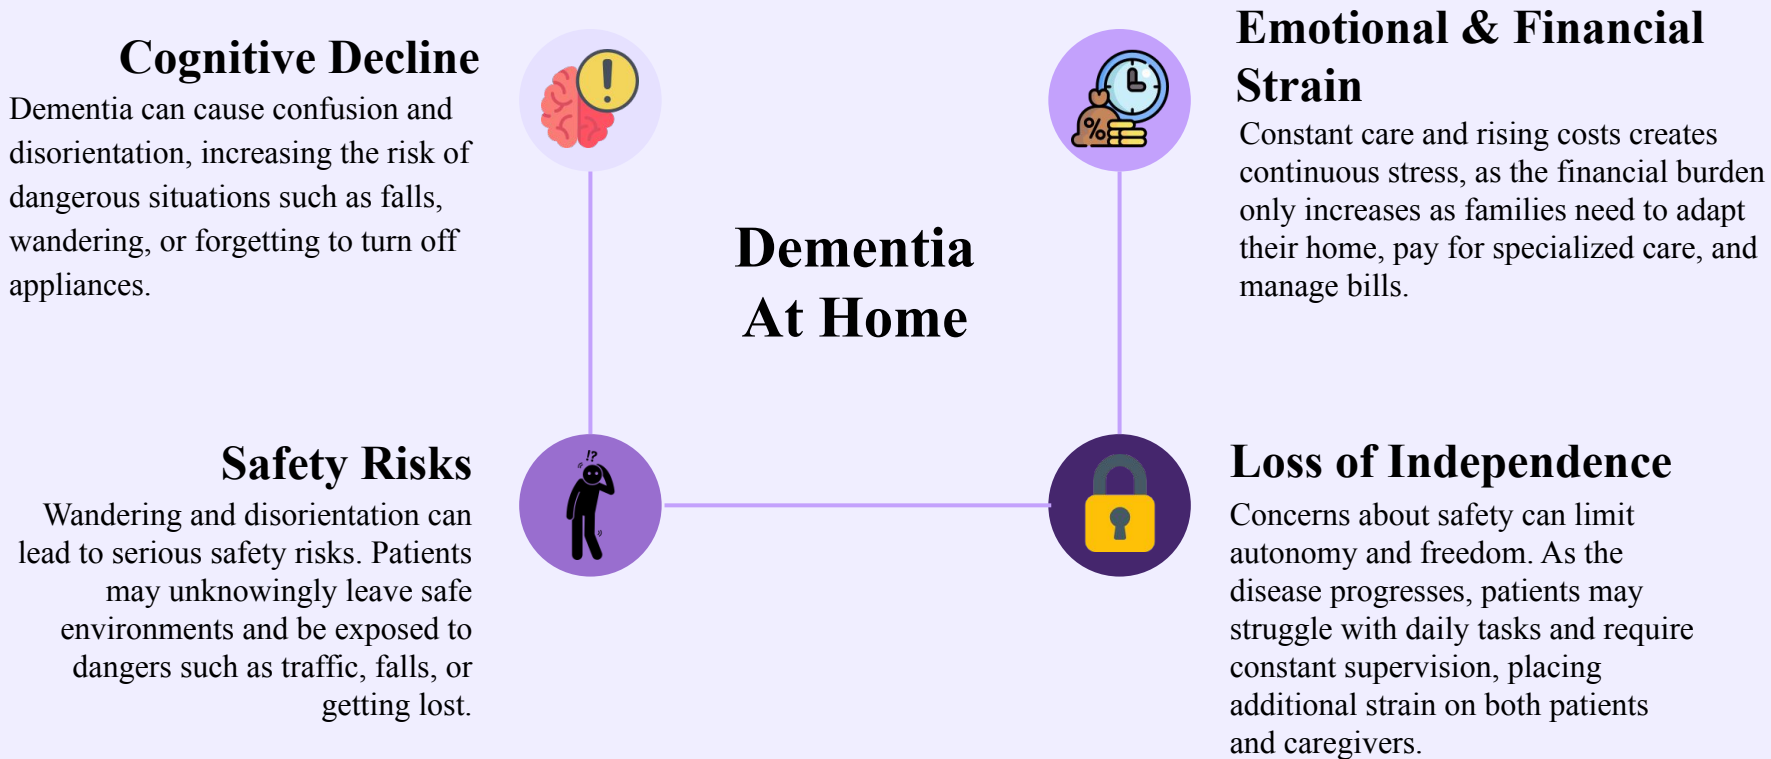 Cognitive Decline
Dementia can cause confusion and
disorientation, increasing the risk of
dangerous situations such as falls,
wandering, or forgetting to turn off
appliances.
Emotional & Financial
Strain
Constant care and rising costs creates
continuous stress, as the financial burden
only increases as families need to adapt
their home, pay for specialized care, and
manage bills.
Dementia
At Home
Safety Risks
Wandering and disorientation can
lead to serious safety risks. Patients
may unknowingly leave safe
environments and be exposed to
dangers such as traffic, falls, or
getting lost.
!?
Loss of Independence
Concerns about safety can limit
autonomy and freedom. As the
disease progresses, patients may
struggle with daily tasks and require
constant supervision, placing
additional strain on both patients
and caregivers.
!
%